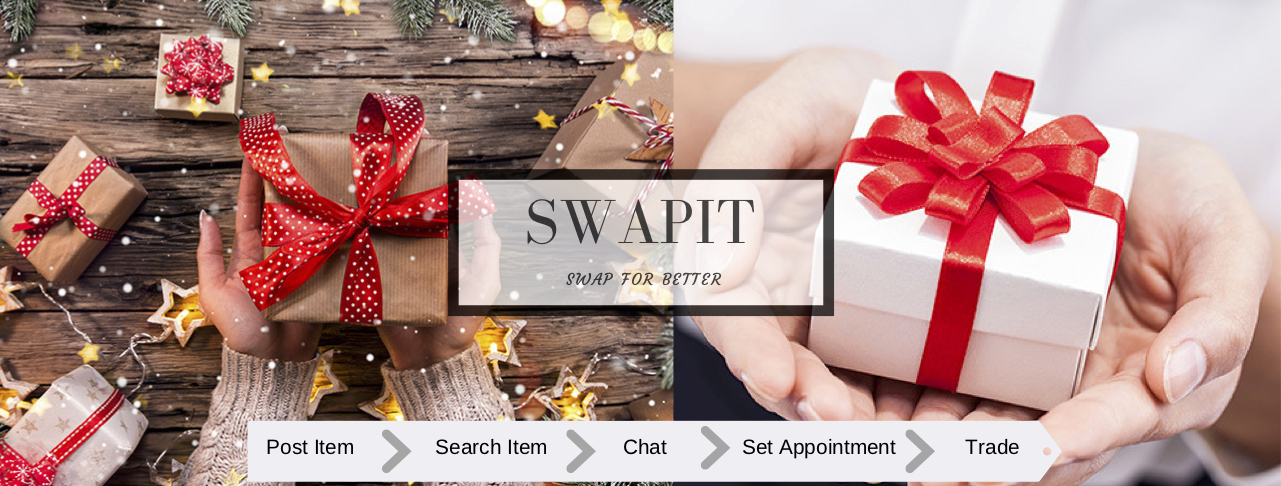 SWAPIT
SWAP FOR BETTER
Post Item
Search Item
Chat
Set Appointment
Trade